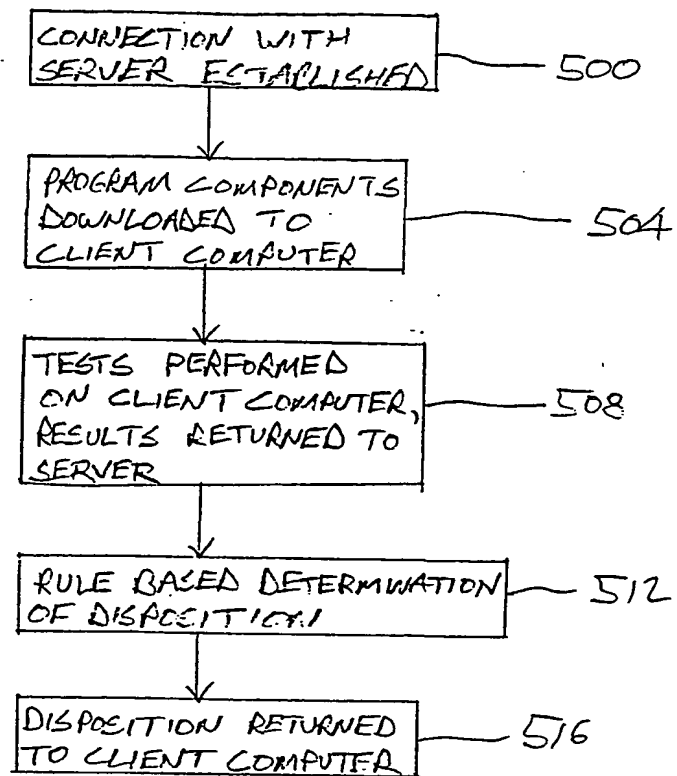 CONNECTION WITH
SERVER ESTABLISHED
500
PROGRAM COMPONENTS
DOWNLOADED TO
CLIENT COMPUTER
504
TESTS PERFORMED
ON CLIENT COMPUTER,
RESULTS RETURNED TO
SERVER
508
RULE BASED DETERMINATION
OF DISPOSITION
512
DISPOSITION RETURNED
TO CLIENT COMPUTER
516